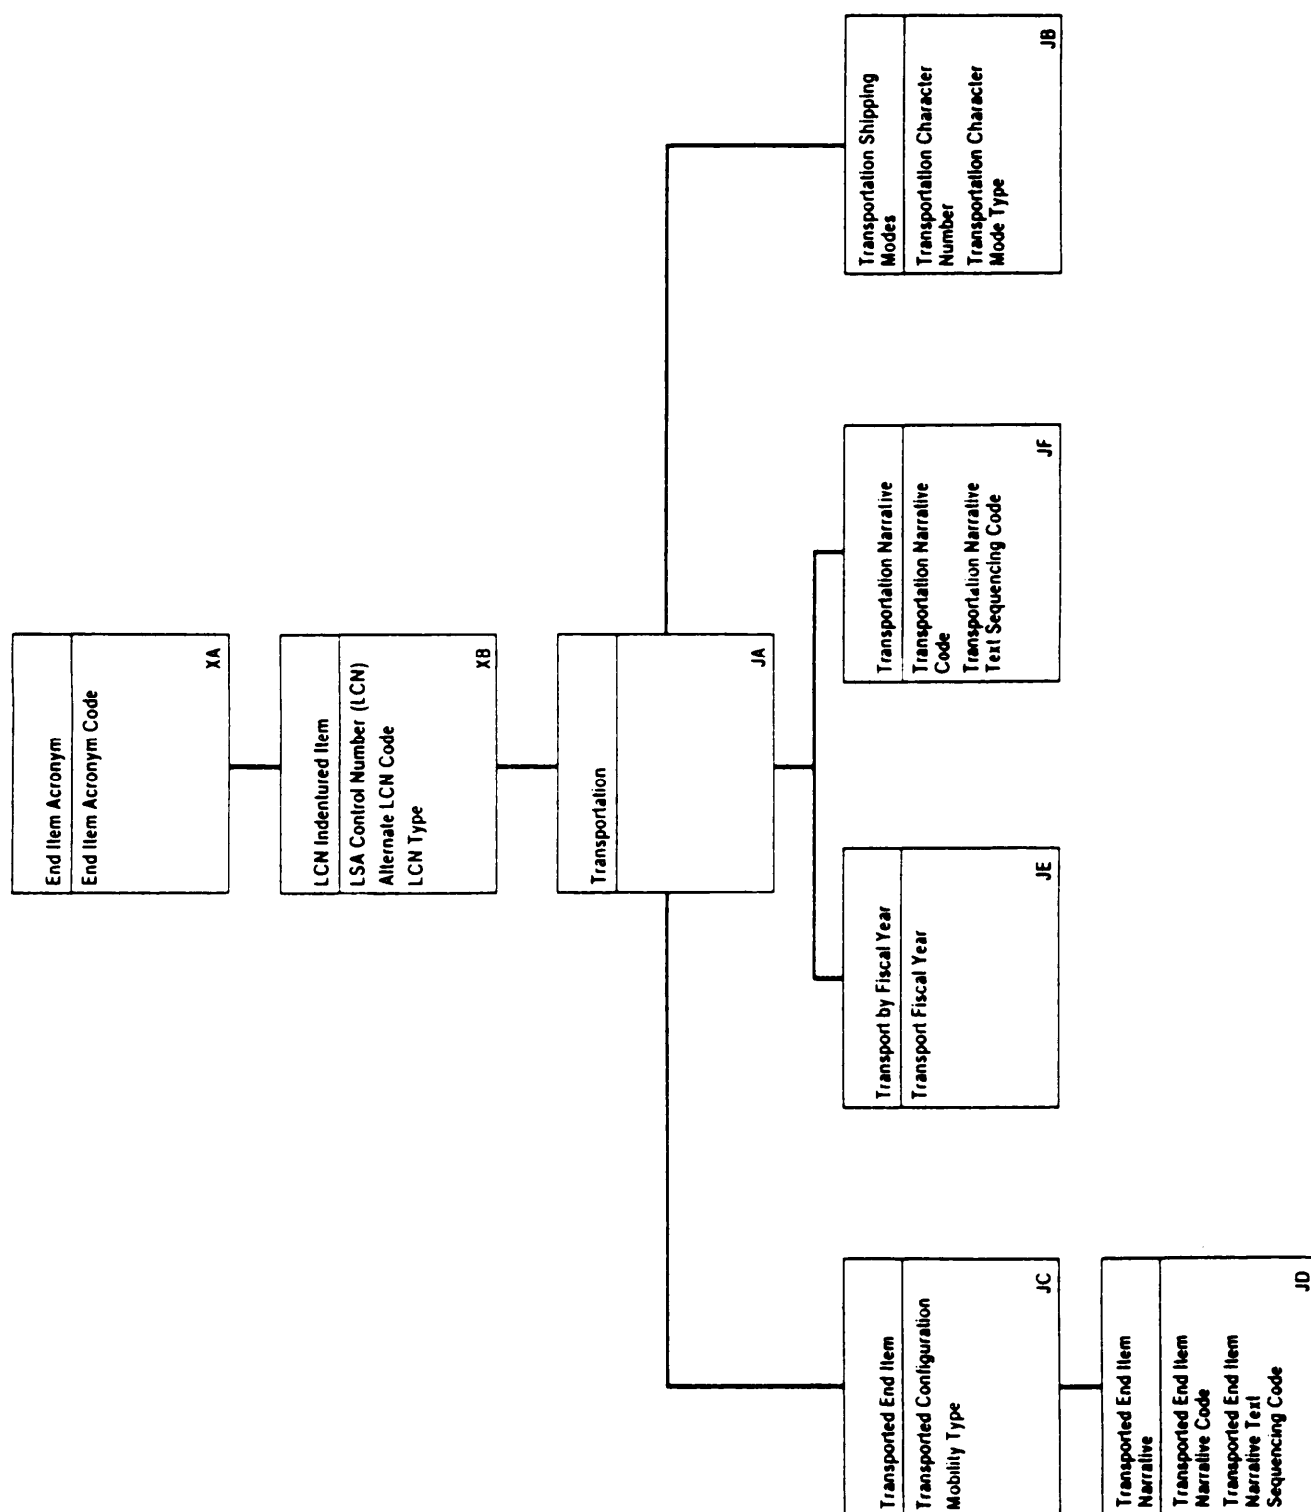 End Item Acronym
End Item Acronym Code
XA
LCN Indentured Item
LSA Control Number (LCN)
Alternate LCN Code
LCN Type
XB
Transportation
JA
Transported End Item
Transported Configuration
Mobility Type
JC
Transport by Fiscal Year
Transport Fiscal Year
JE
Transportation Narrative
Transportation Narrative
Code
Transportation Narrative
Text Sequencing Code
JF
Transportation Shipping
Modes
Transportation Character
Number
Transportation Character
Mode Type
JB
Transported End Item
Narrative
Transported End Item
Narrative Code
Transported End Item
Narrative Text
Sequencing Code
JD